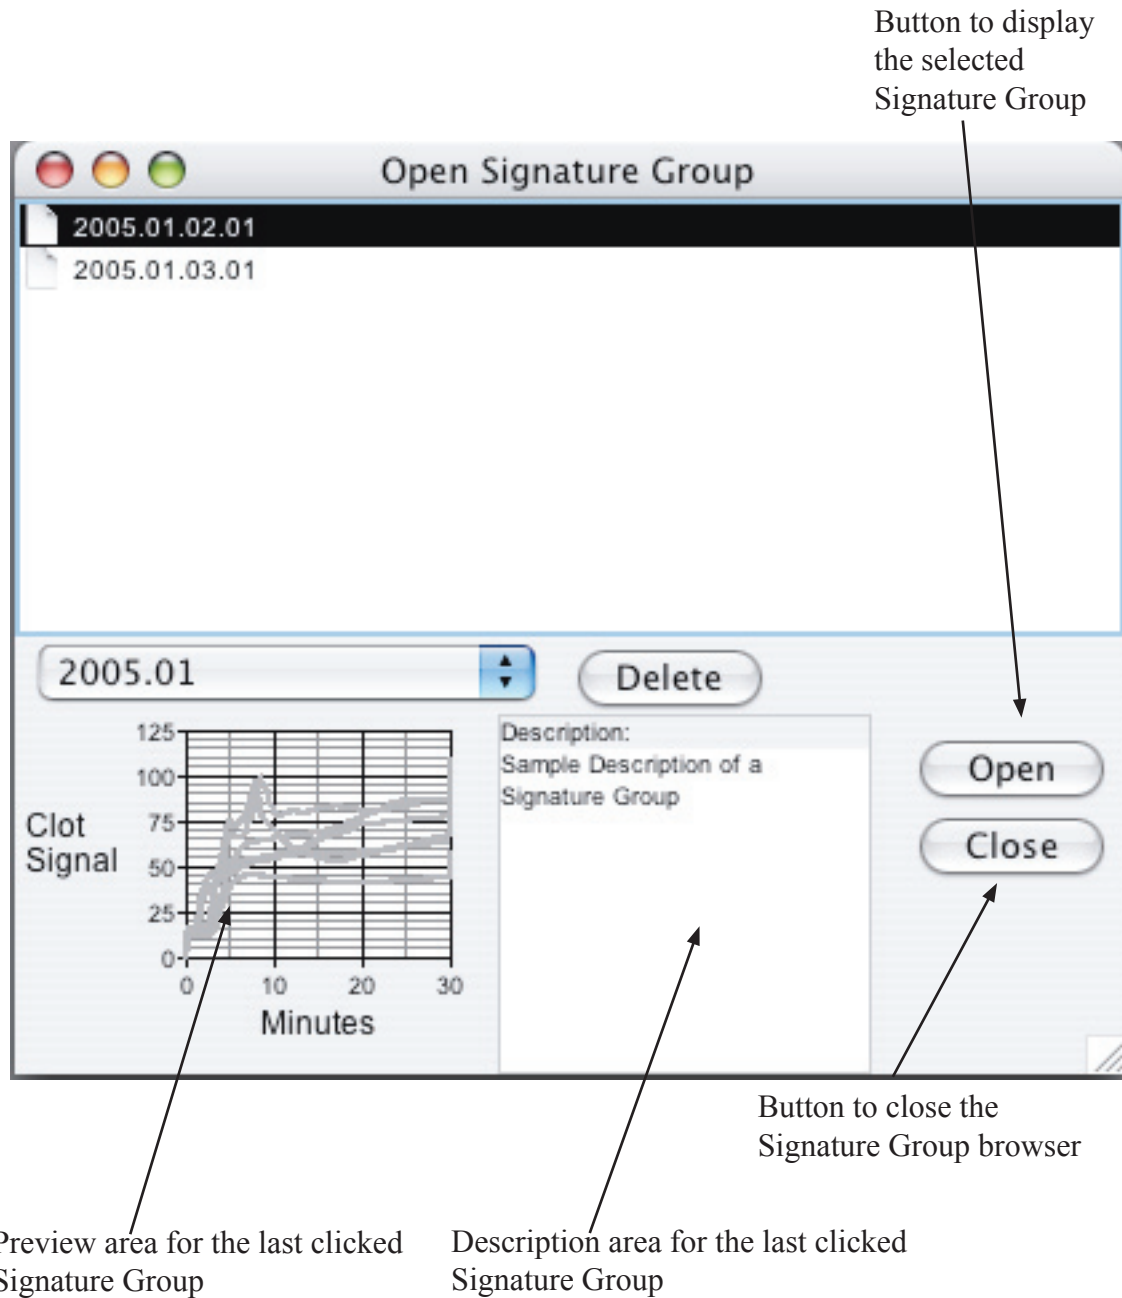 Button to display
the selected
Signature Group
Open Signature Group
2005.01.02.01
2005.01.03.01
2005.01
Delete
125
100
75
50
25
0
Clot
Signal
0 10 20 30
Minutes
Description:
Sample Description of a
Signature Group
Open
Close
Button to close the
Signature Group browser
Preview area for the last clicked
Signature Group
Description area for the last clicked
Signature Group